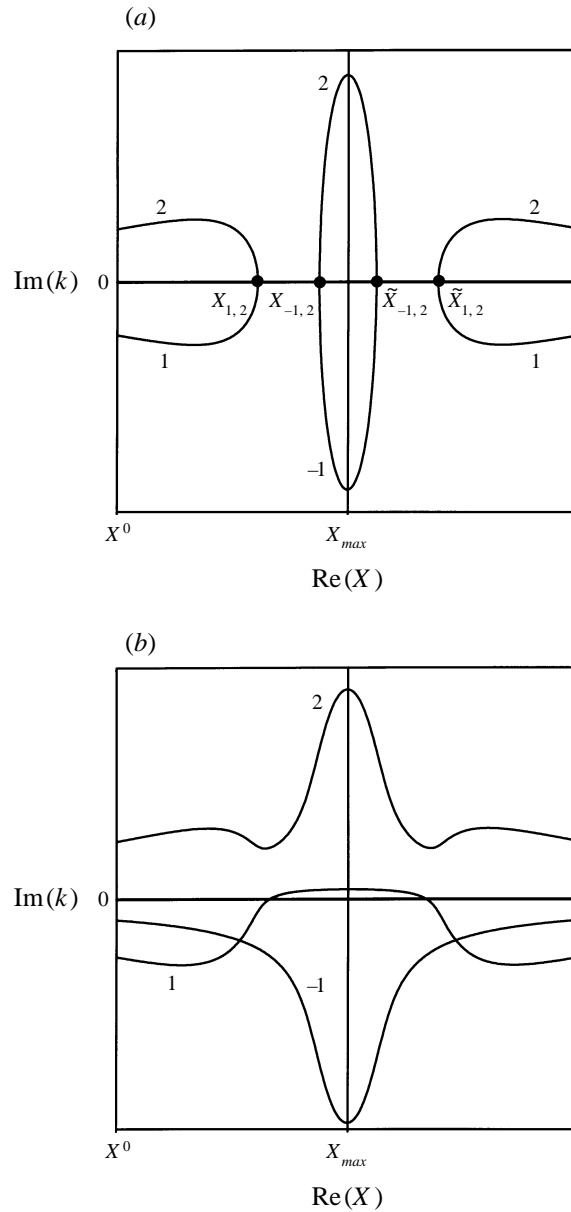 (a)
2
2
2
Im(k)
0
X1, 2
X−1, 2
X̃−1, 2
X̃1, 2
1
1
−1
X0
Xmax
Re(X)
(b)
2
Im(k)
0
1
−1
X0
Xmax
Re(X)